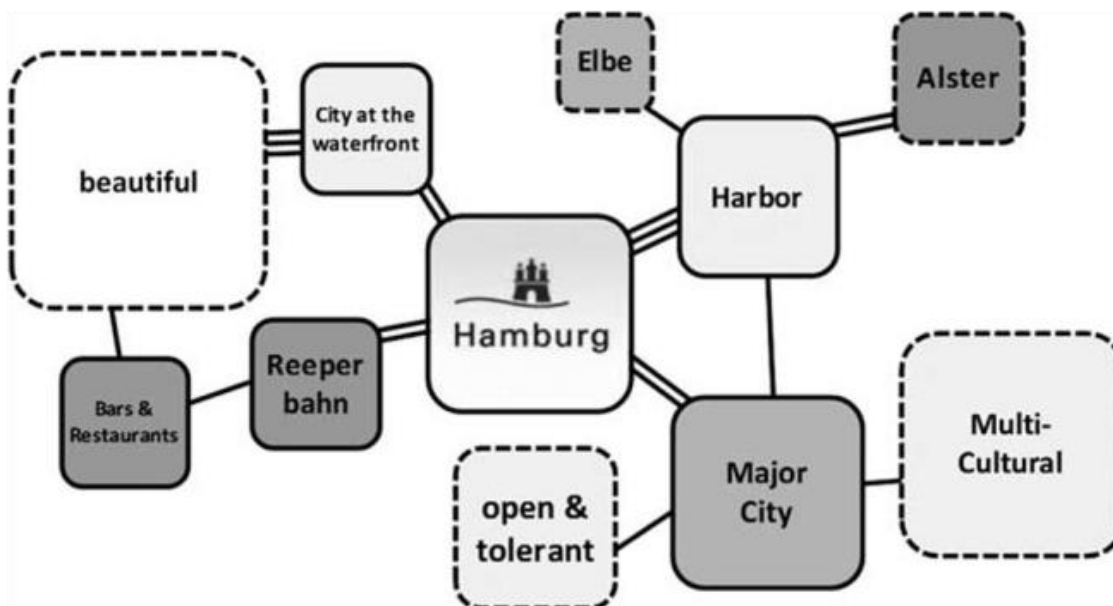 Elbe
Alster
City at the
waterfront
beautiful
Harbor
Hamburg
Reeper
bahn
Bars &
Restaurants
Multi-
Cultural
Major
City
open &
tolerant